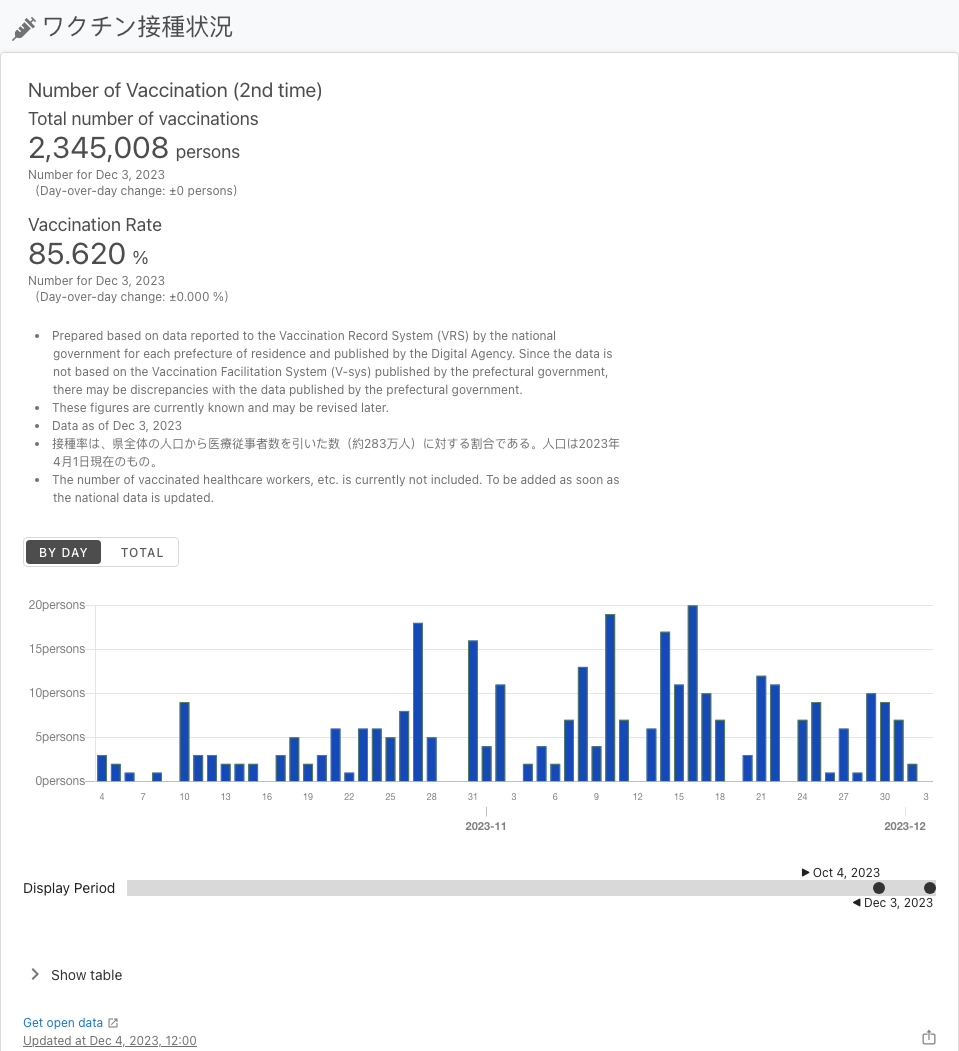 ワクチン接種状況
Number of Vaccination (2nd time)
Total number of vaccinations
2,345,008 persons
Number for Dec 3, 2023
(Day-over-day change: ±0 persons)
Vaccination Rate
85.620 %
Number for Dec 3, 2023
(Day-over-day change: ±0.000 %)
• Prepared based on data reported to the Vaccination Record System (VRS) by the national
government for each prefecture of residence and published by the Digital Agency. Since the data is
not based on the Vaccination Facilitation System (V-sys) published by the prefectural government,
there may be discrepancies with the data published by the prefectural government.
• These figures are currently known and may be revised later.
• Data as of Dec 3, 2023
• 接種率は、県全体の人口から医療従事者数を引いた数（約283万人）に対する割合である。人口は2023年
4月1日現在のもの。
• The number of vaccinated healthcare workers, etc. is currently not included. To be added as soon as
the national data is updated.
BY DAY TOTAL
20persons
15persons
10persons
5persons
0persons
4 7 10 13 16 19 22 25 28 31 3 6 9 12 15 18 21 24 27 30 3
2023-11 2023-12
▶ Oct 4, 2023
Display Period
◀ Dec 3, 2023
Show table
Get open data
Updated at Dec 4, 2023, 12:00